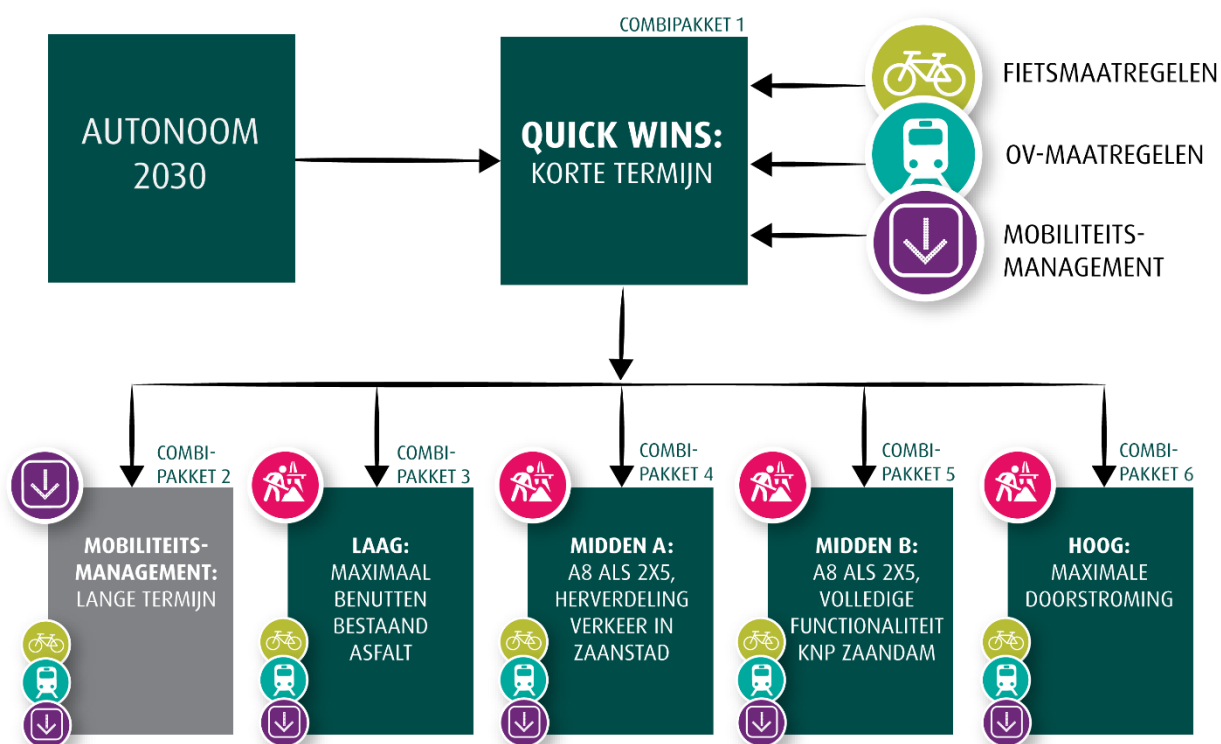 COMBIPAKKET 1
AUTONOOM
2030
QUICK WINS:
KORTE TERMIJN
FIETSMAATREGELEN
OV-MAATREGELEN
MOBILITEITS-
MANAGEMENT
COMBI-
PAKKET 2
MOBILITEITS-
MANAGEMENT:
LANGE TERMIJN
COMBI-
PAKKET 3
LAAG:
MAXIMAAL
BENUTTEN
BESTAAND
ASFALT
COMBI-
PAKKET 4
MIDDEN A:
A8 ALS 2X5,
HERVERDELING
VERKEER IN
ZAANSTAD
COMBI-
PAKKET 5
MIDDEN B:
A8 ALS 2X5,
VOLLEDIGE
FUNCTIONALITEIT
KNP ZAANDAM
COMBI-
PAKKET 6
HOOG:
MAXIMALE
DOORSTROMING